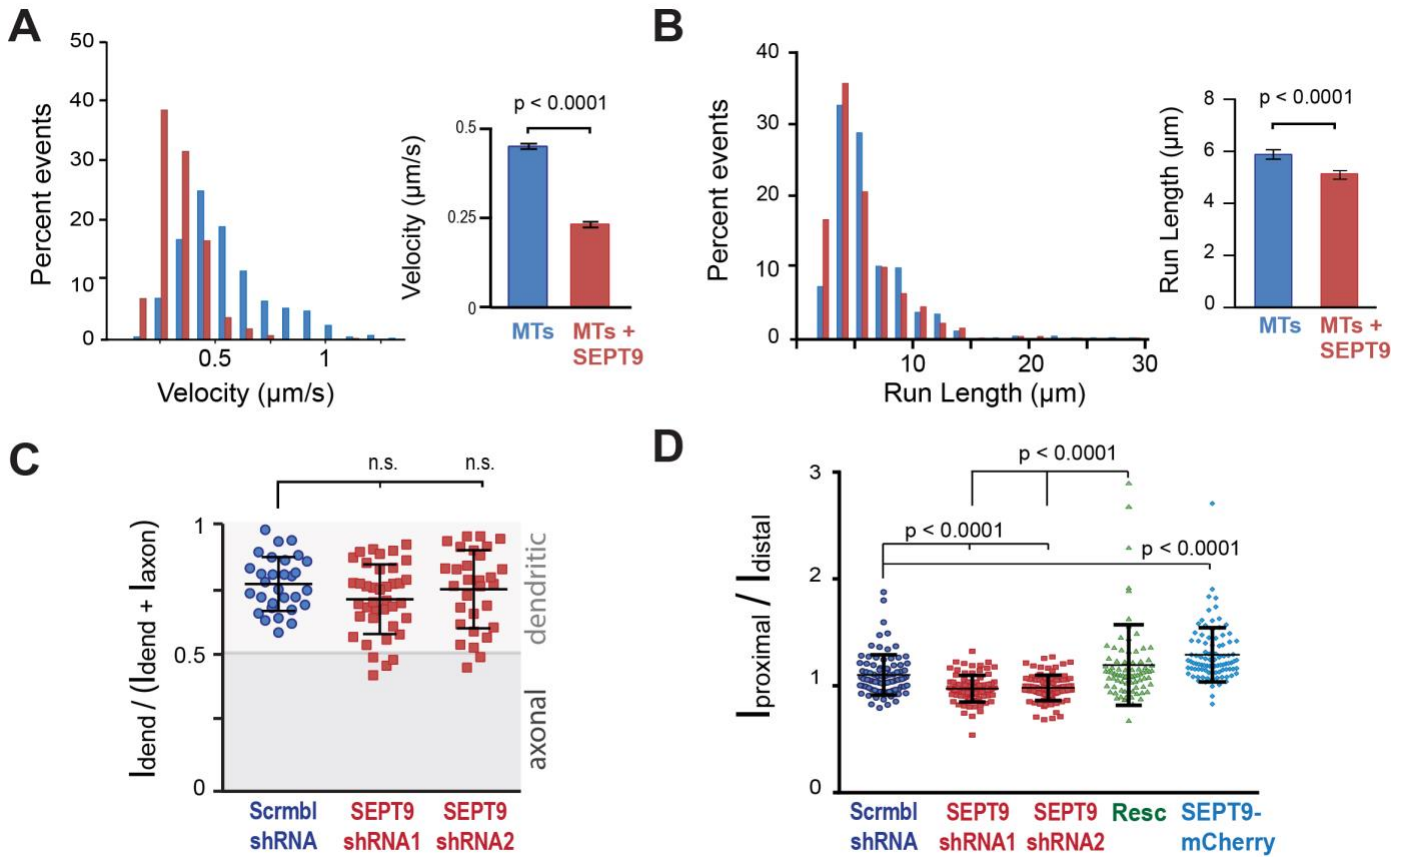 A
50
40
30
20
10
0
Percent events
0.5
1
Velocity (μm/s)
p < 0.0001
0.5
0.25
0
Velocity (μm/s)
MTs
MTs +
SEPT9
B
40
30
20
10
0
Percent events
10
20
30
Run Length (μm)
p < 0.0001
8
6
4
2
0
Run Length (μm)
MTs
MTs +
SEPT9
C
n.s.
n.s.
1
0.5
0
Idend / (Idend + Iaxon)
dendritic
axonal
Scrmbl
shRNA
SEPT9
shRNA1
SEPT9
shRNA2
D
p < 0.0001
p < 0.0001
p < 0.0001
3
2
1
0
Iproximal / Idistal
Scrmbl
shRNA
SEPT9
shRNA1
SEPT9
shRNA2
Resc
SEPT9-
mCherry